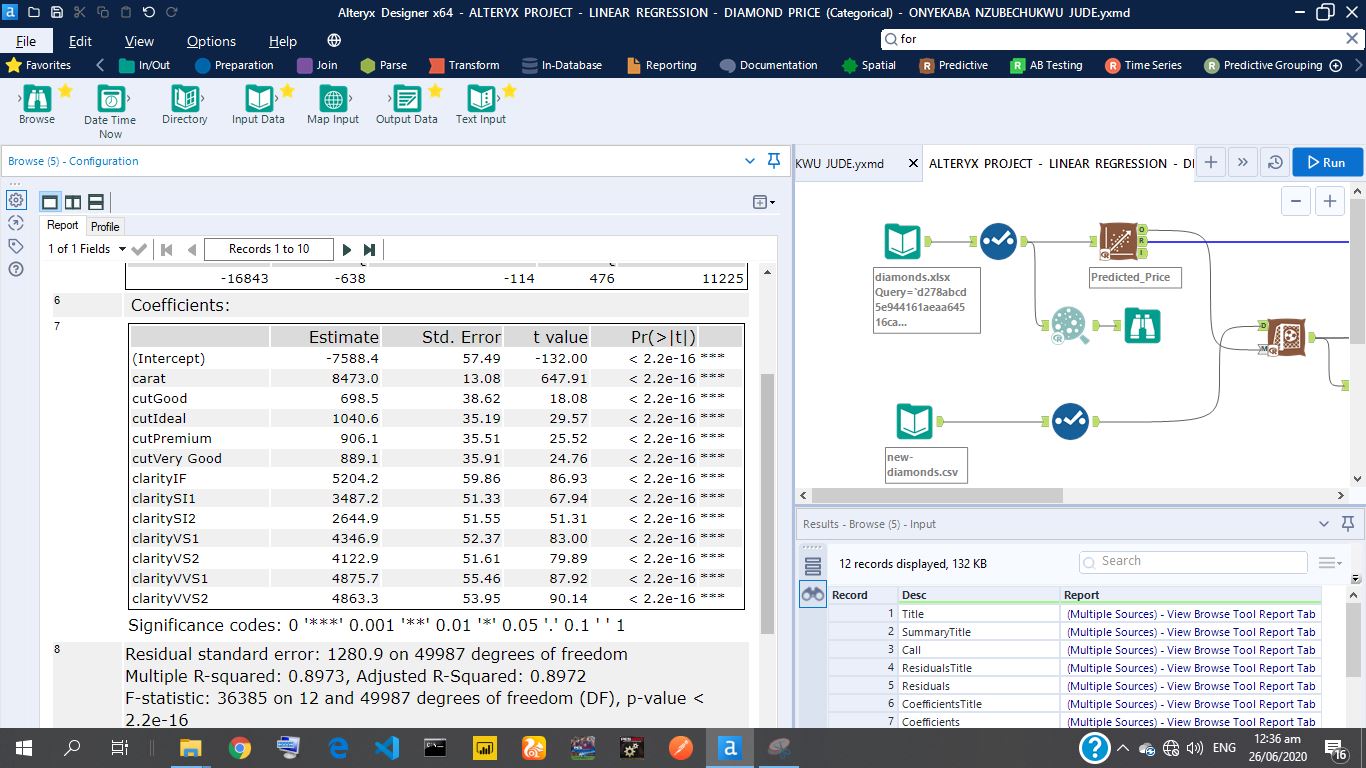 Alteryx Designer x64 - ALTERYX PROJECT - LINEAR REGRESSION - DIAMOND PRICE (Categorical) - ONYEKABA NZUBECHUKWU JUDE.yxmd
File Edit View Options Help
for
Favorites In/Out Preparation Join Parse Transform In-Database Reporting Documentation Spatial Predictive AB Testing Time Series Predictive Grouping
Browse
Date Time Now
Directory
Input Data
Map Input
Output Data
Text Input
Browse (5) - Configuration
Report Profile
1 of 1 Fields Records 1 to 10
-16843 -638 -114 476 11225
6 Coefficients:
7
Estimate Std. Error t value Pr(>|t|)
(Intercept) -7588.4 57.49 -132.00 < 2.2e-16 ***
carat 8473.0 13.08 647.91 < 2.2e-16 ***
cutGood 698.5 38.62 18.08 < 2.2e-16 ***
cutIdeal 1040.6 35.19 29.57 < 2.2e-16 ***
cutPremium 906.1 35.51 25.52 < 2.2e-16 ***
cutVery Good 889.1 35.91 24.76 < 2.2e-16 ***
clarityIF 5204.2 59.86 86.93 < 2.2e-16 ***
claritySI1 3487.2 51.33 67.94 < 2.2e-16 ***
claritySI2 2644.9 51.55 51.31 < 2.2e-16 ***
clarityVS1 4346.9 52.37 83.00 < 2.2e-16 ***
clarityVS2 4122.9 51.61 79.89 < 2.2e-16 ***
clarityVVS1 4875.7 55.46 87.92 < 2.2e-16 ***
clarityVVS2 4863.3 53.95 90.14 < 2.2e-16 ***
Significance codes: 0 '***' 0.001 '**' 0.01 '*' 0.05 '.' 0.1 ' ' 1
8
Residual standard error: 1280.9 on 49987 degrees of freedom
Multiple R-squared: 0.8973, Adjusted R-Squared: 0.8972
F-statistic: 36385 on 12 and 49987 degrees of freedom (DF), p-value <
2.2e-16
KWU JUDE.yxmd
ALTERYX PROJECT - LINEAR REGRESSION - DI
Run
diamonds.xlsx
Query=`d278abcd
5e944161aeaa645
16ca...
O
R
I
Predicted_Price
D
M
new-
diamonds.csv
Results - Browse (5) - Input
12 records displayed, 132 KB
Search
Record Desc Report
1 Title (Multiple Sources) - View Browse Tool Report Tab
2 SummaryTitle (Multiple Sources) - View Browse Tool Report Tab
3 Call (Multiple Sources) - View Browse Tool Report Tab
4 ResidualsTitle (Multiple Sources) - View Browse Tool Report Tab
5 Residuals (Multiple Sources) - View Browse Tool Report Tab
6 CoefficientsTitle (Multiple Sources) - View Browse Tool Report Tab
7 Coefficients (Multiple Sources) - View Browse Tool Report Tab
ENG
12:36 am
26/06/2020
16